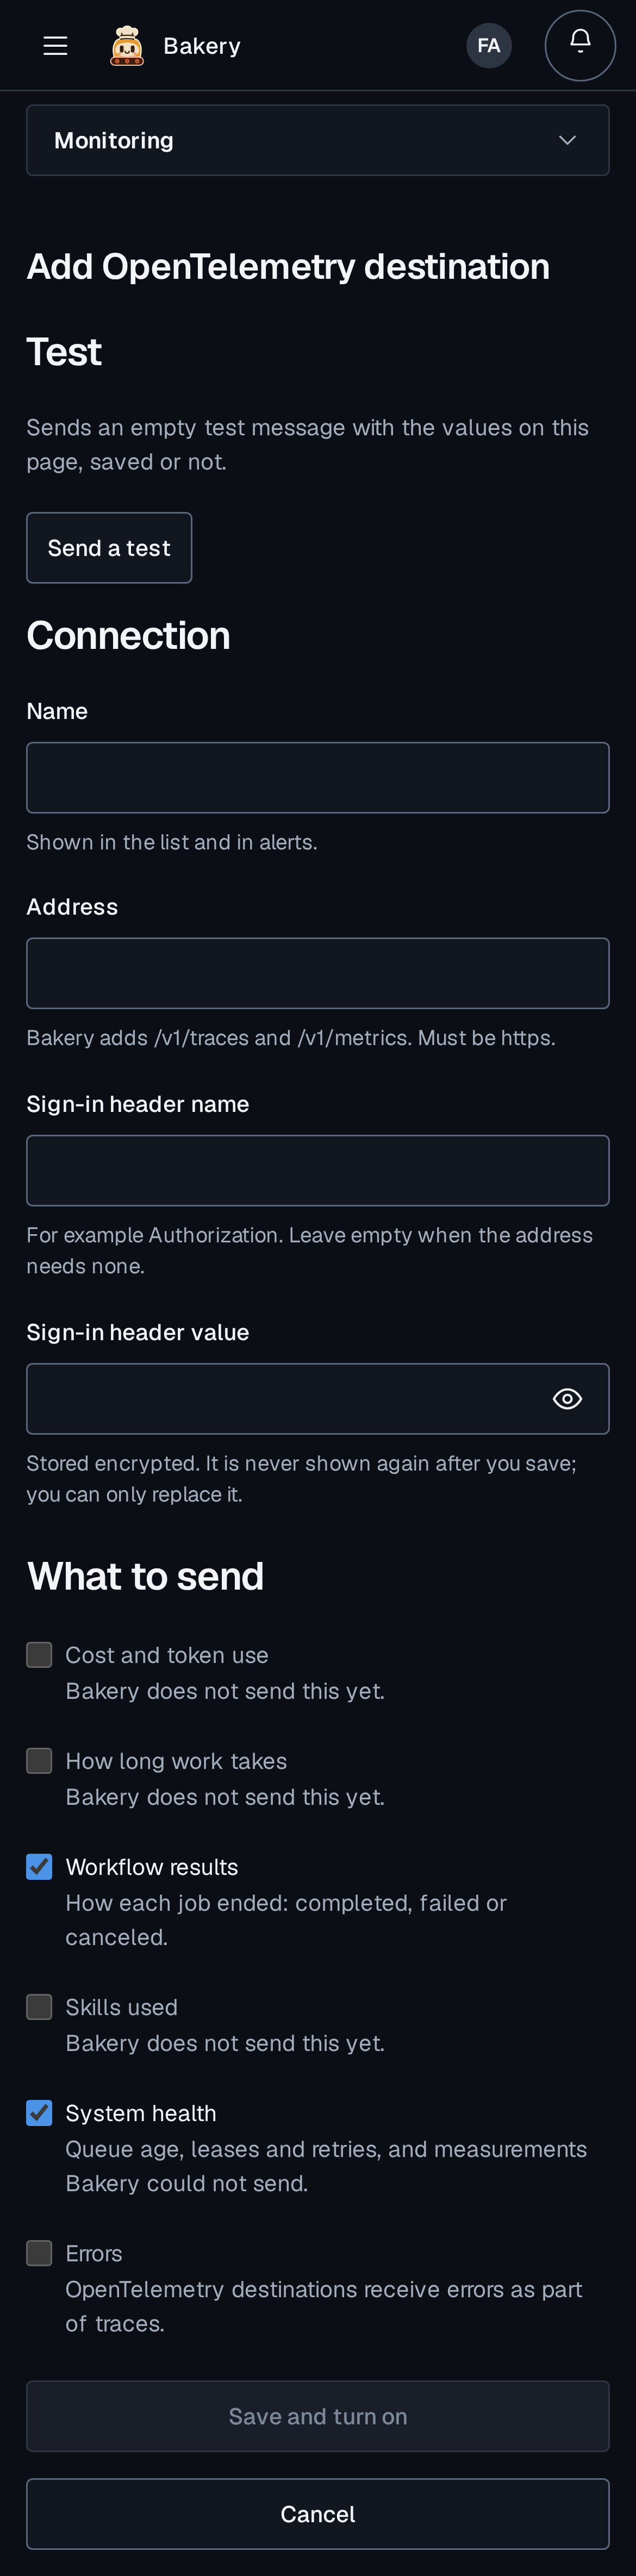 Bakery
FA
Monitoring
Add OpenTelemetry destination
Test
Sends an empty test message with the values on this
page, saved or not.
Send a test
Connection
Name
Shown in the list and in alerts.
Address
Bakery adds /v1/traces and /v1/metrics. Must be https.
Sign-in header name
For example Authorization. Leave empty when the address
needs none.
Sign-in header value
Stored encrypted. It is never shown again after you save;
you can only replace it.
What to send
Cost and token use
Bakery does not send this yet.
How long work takes
Bakery does not send this yet.
Workflow results
How each job ended: completed, failed or
canceled.
Skills used
Bakery does not send this yet.
System health
Queue age, leases and retries, and measurements
Bakery could not send.
Errors
OpenTelemetry destinations receive errors as part
of traces.
Save and turn on
Cancel